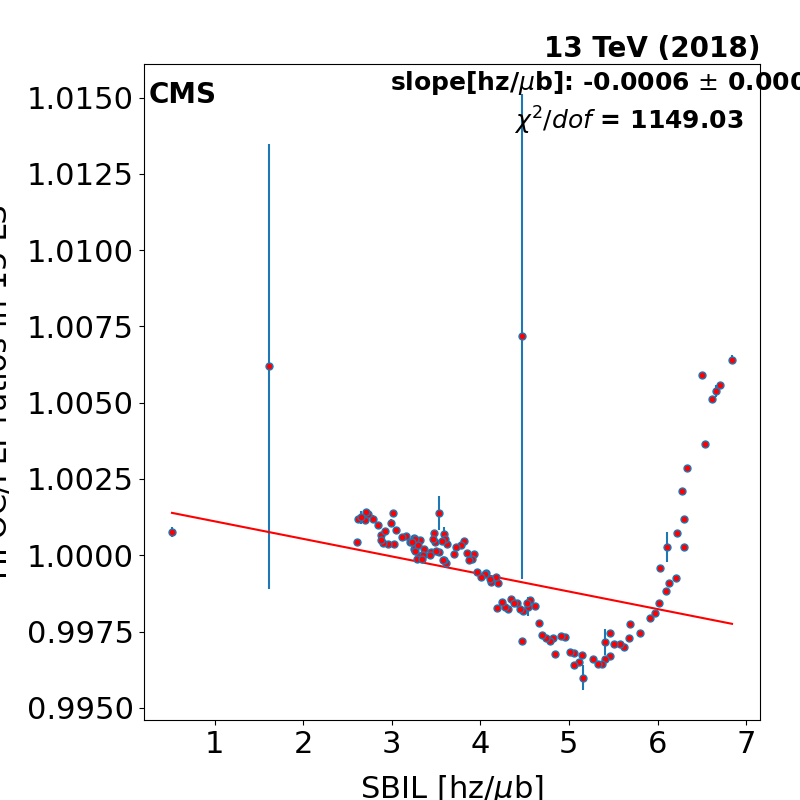 13 TeV (2018)
CMS
slope[hz/μb]: -0.0006 ± 0.000
χ²/dof = 1149.03
1.0150
1.0125
1.0100
1.0075
1.0050
1.0025
1.0000
0.9975
0.9950
1 2 3 4 5 6 7
SBIL [hz/μb]